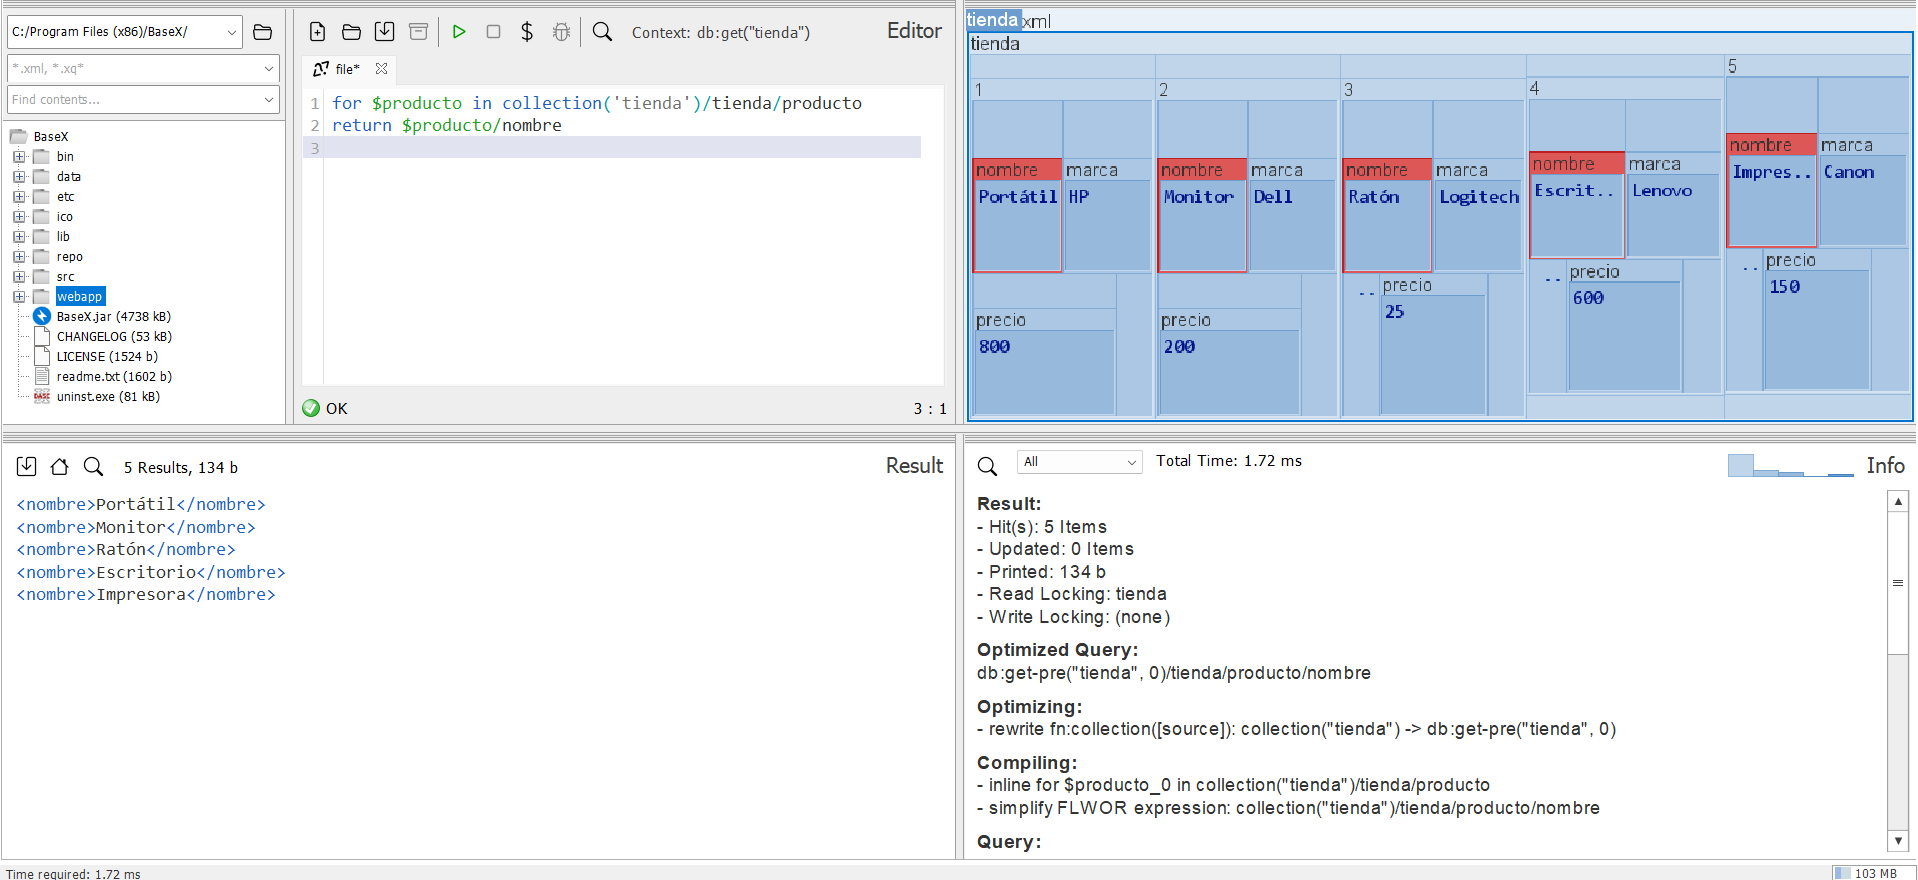 C:/Program Files (x86)/BaseX/
*.xml, *.xq*
Find contents...
BaseX
bin
data
etc
ico
lib
repo
src
webapp
BaseX.jar (4738 kB)
CHANGELOG (53 kB)
LICENSE (1524 b)
readme.txt (1602 b)
uninst.exe (81 kB)
Context: db:get("tienda")
Editor
file*
1 for $producto in collection('tienda')/tienda/producto
2 return $producto/nombre
3
OK
3 : 1
tienda xml
tienda
1
2
3
4
5
nombre
Portátil
marca
HP
precio
800
nombre
Monitor
marca
Dell
precio
200
nombre
Ratón
marca
Logitech
..
precio
25
nombre
Escrit..
marca
Lenovo
..
precio
600
nombre
Impres..
marca
Canon
..
precio
150
5 Results, 134 b
Result
<nombre>Portátil</nombre>
<nombre>Monitor</nombre>
<nombre>Ratón</nombre>
<nombre>Escritorio</nombre>
<nombre>Impresora</nombre>
All
Total Time: 1.72 ms
Info
Result:
- Hit(s): 5 Items
- Updated: 0 Items
- Printed: 134 b
- Read Locking: tienda
- Write Locking: (none)
Optimized Query:
db:get-pre("tienda", 0)/tienda/producto/nombre
Optimizing:
- rewrite fn:collection([source]): collection("tienda") -> db:get-pre("tienda", 0)
Compiling:
- inline for $producto_0 in collection("tienda")/tienda/producto
- simplify FLWOR expression: collection("tienda")/tienda/producto/nombre
Query:
Time required: 1.72 ms
103 MB